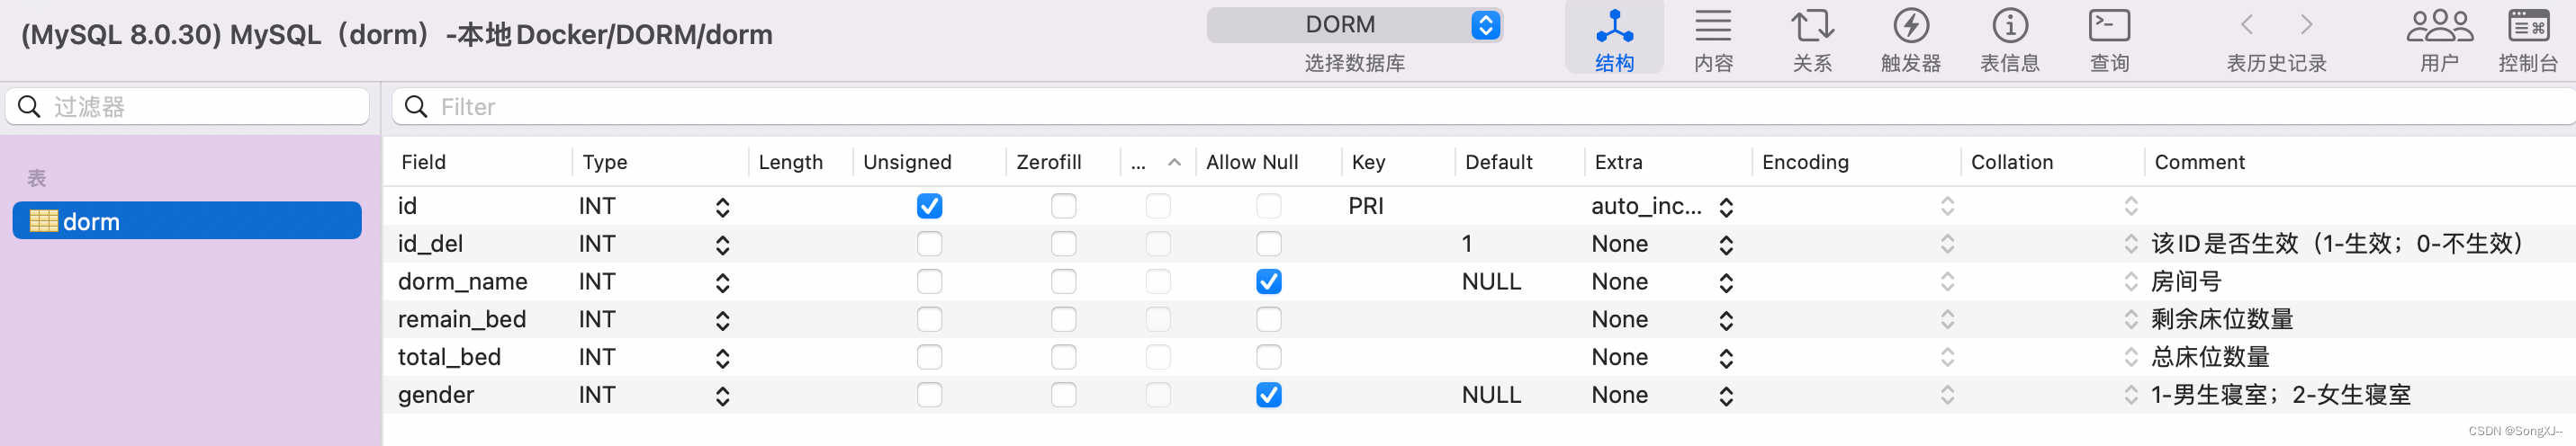 (MySQL 8.0.30) MySQL（dorm）-本地Docker/DORM/dorm
DORM
选择数据库
结构
内容
关系
触发器
表信息
查询
表历史记录
用户
控制台
过滤器
Filter
表
dorm
Field Type Length Unsigned Zerofill ... Allow Null Key Default Extra Encoding Collation Comment
id INT PRI auto_inc...
id_del INT 1 None 该ID是否生效（1-生效；0-不生效）
dorm_name INT NULL None 房间号
remain_bed INT None 剩余床位数量
total_bed INT None 总床位数量
gender INT NULL None 1-男生寝室；2-女生寝室
CSDN @SongXJ--